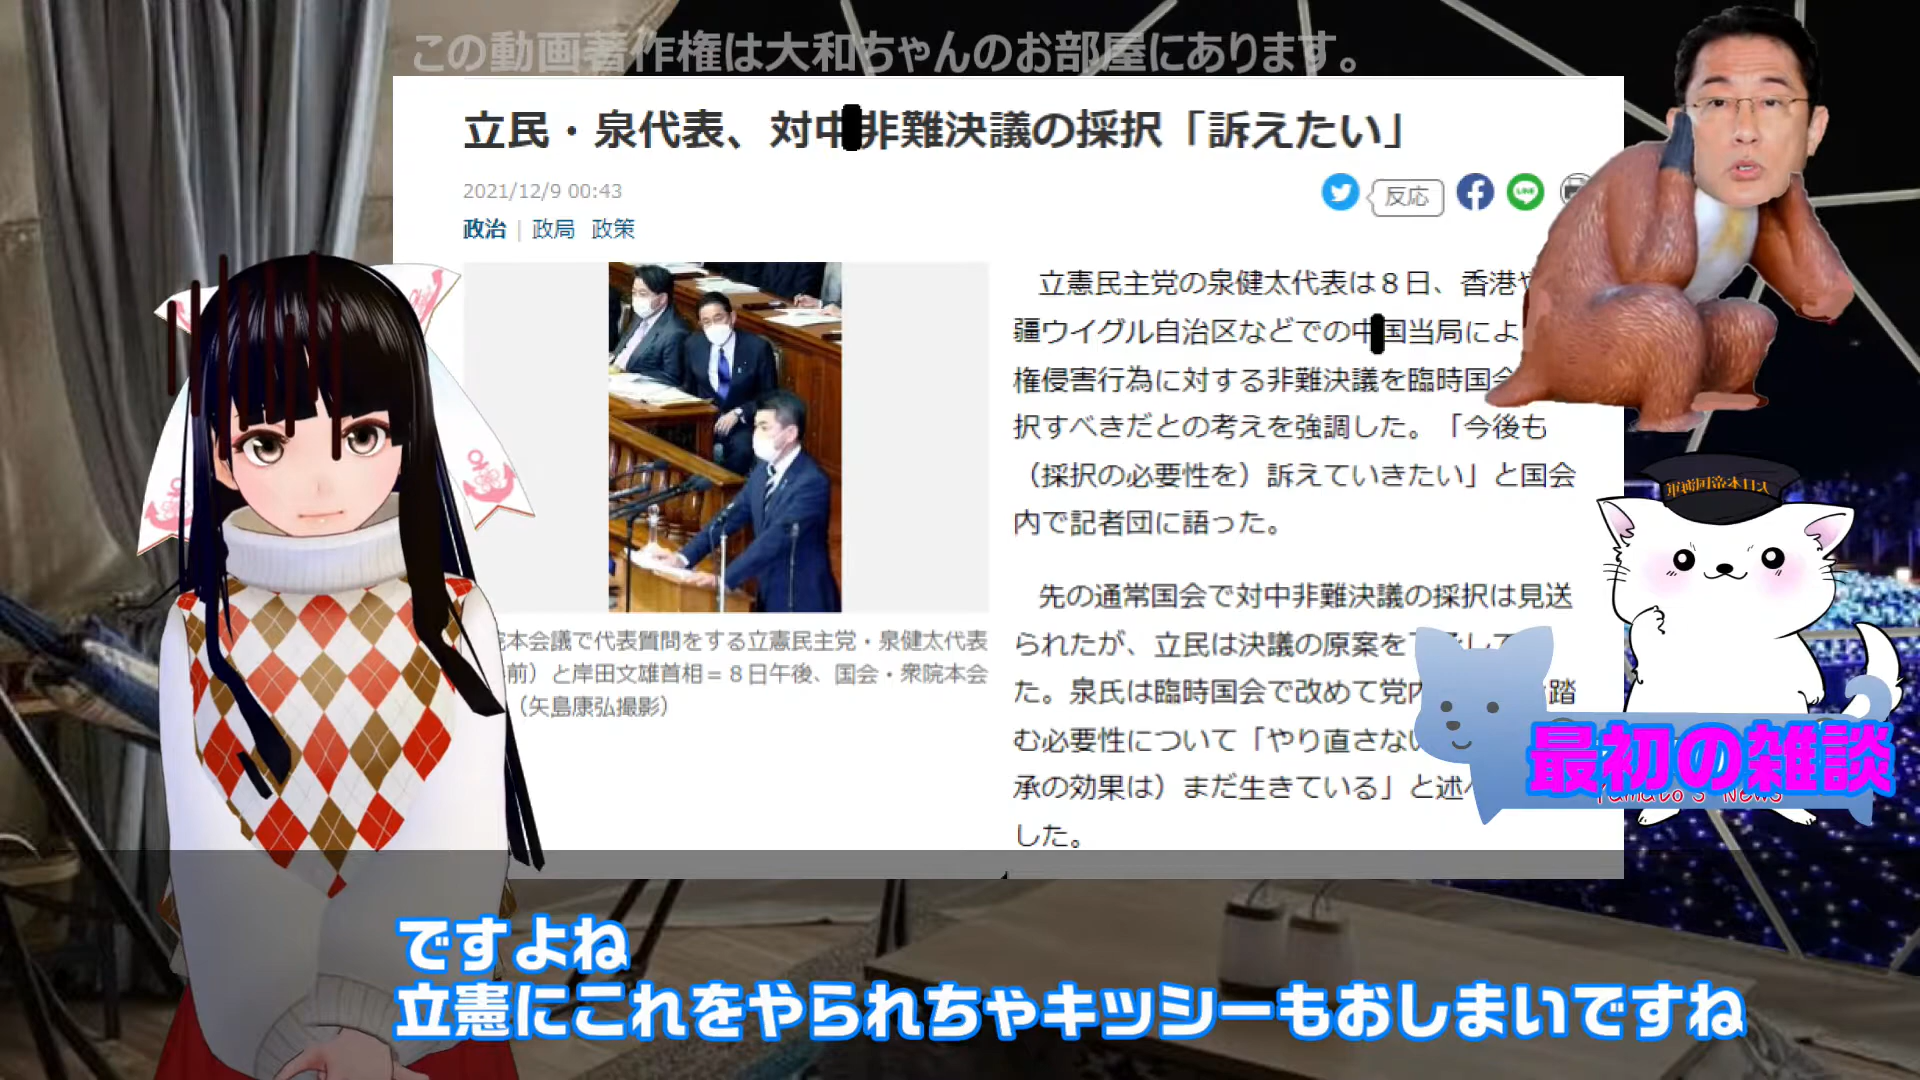 この動画著作権は大和ちゃんのお部屋にあります。
立民・泉代表、対中非難決議の採択「訴えたい」
2021/12/9 00:43
反応
LINE
政治 | 政局 政策
立憲民主党の泉健太代表は８日、香港や
疆ウイグル自治区などでの中国当局によ
権侵害行為に対する非難決議を臨時国会
択すべきだとの考えを強調した。「今後も
（採択の必要性を）訴えていきたい」と国会
内で記者団に語った。
先の通常国会で対中非難決議の採択は見送
られたが、立民は決議の原案を
た。泉氏は臨時国会で改めて党内
踏
む必要性について「やり直さない
承の効果は）まだ生きている」と述べ
した。
本会議で代表質問をする立憲民主党・泉健太代表
前）と岸田文雄首相＝８日午後、国会・衆院本会
（矢島康弘撮影）
大日本帝国海軍
最初の雑談
Yamato's News
ですよね
立憲にこれをやられちゃキッシーもおしまいですね